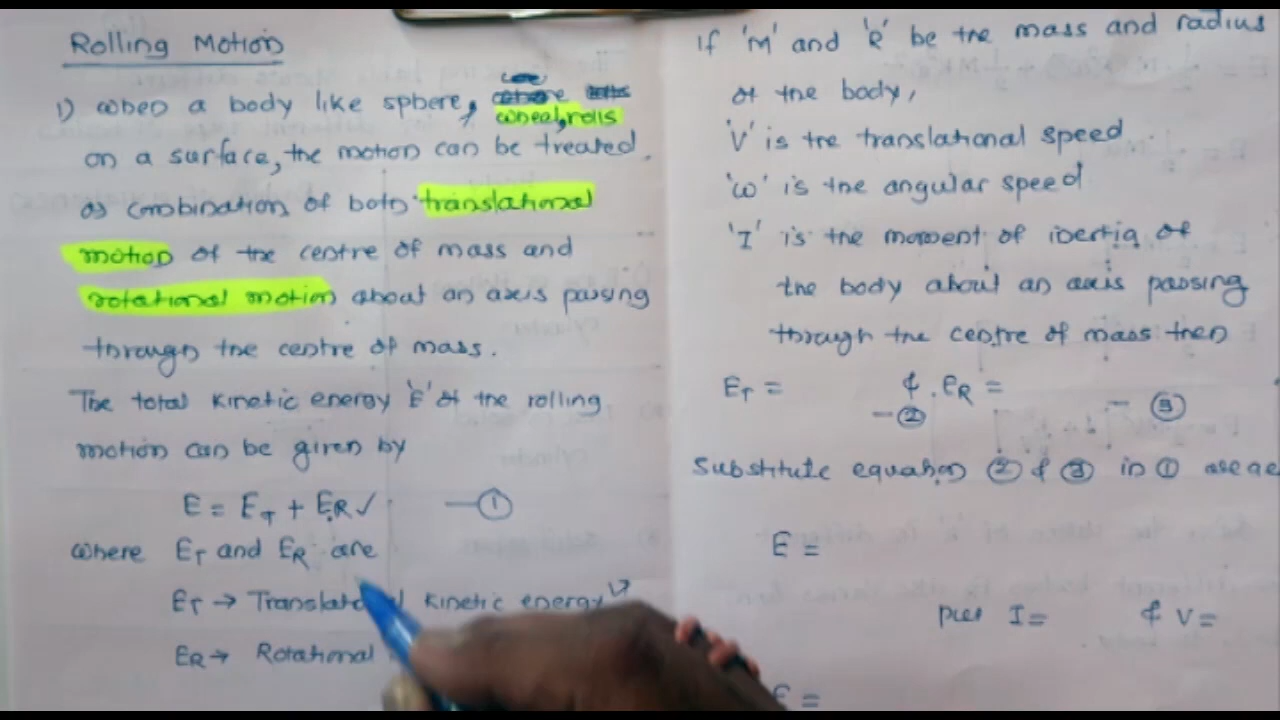 Rolling Motion
1) when a body like sphere, wheel, rolls
on a surface, the motion can be treated
as combination of both translational
motion of the centre of mass and
rotational motion about an axis passing
through the centre of mass.
The total kinetic energy 'E' of the rolling
motion can be given by
E = E_T + E_R ✓ —①
where E_T and E_R are
E_T → Translational kinetic energy
E_R → Rotational
If 'M' and 'R' be the mass and radius
of the body,
'V' is the translational speed
'ω' is the angular speed
'I' is the moment of inertia of
the body about an axis passing
through the centre of mass then
E_T = —② & E_R = —③
Substitute equation ② & ③ in ① we ge
E =
put I = & V =
E =